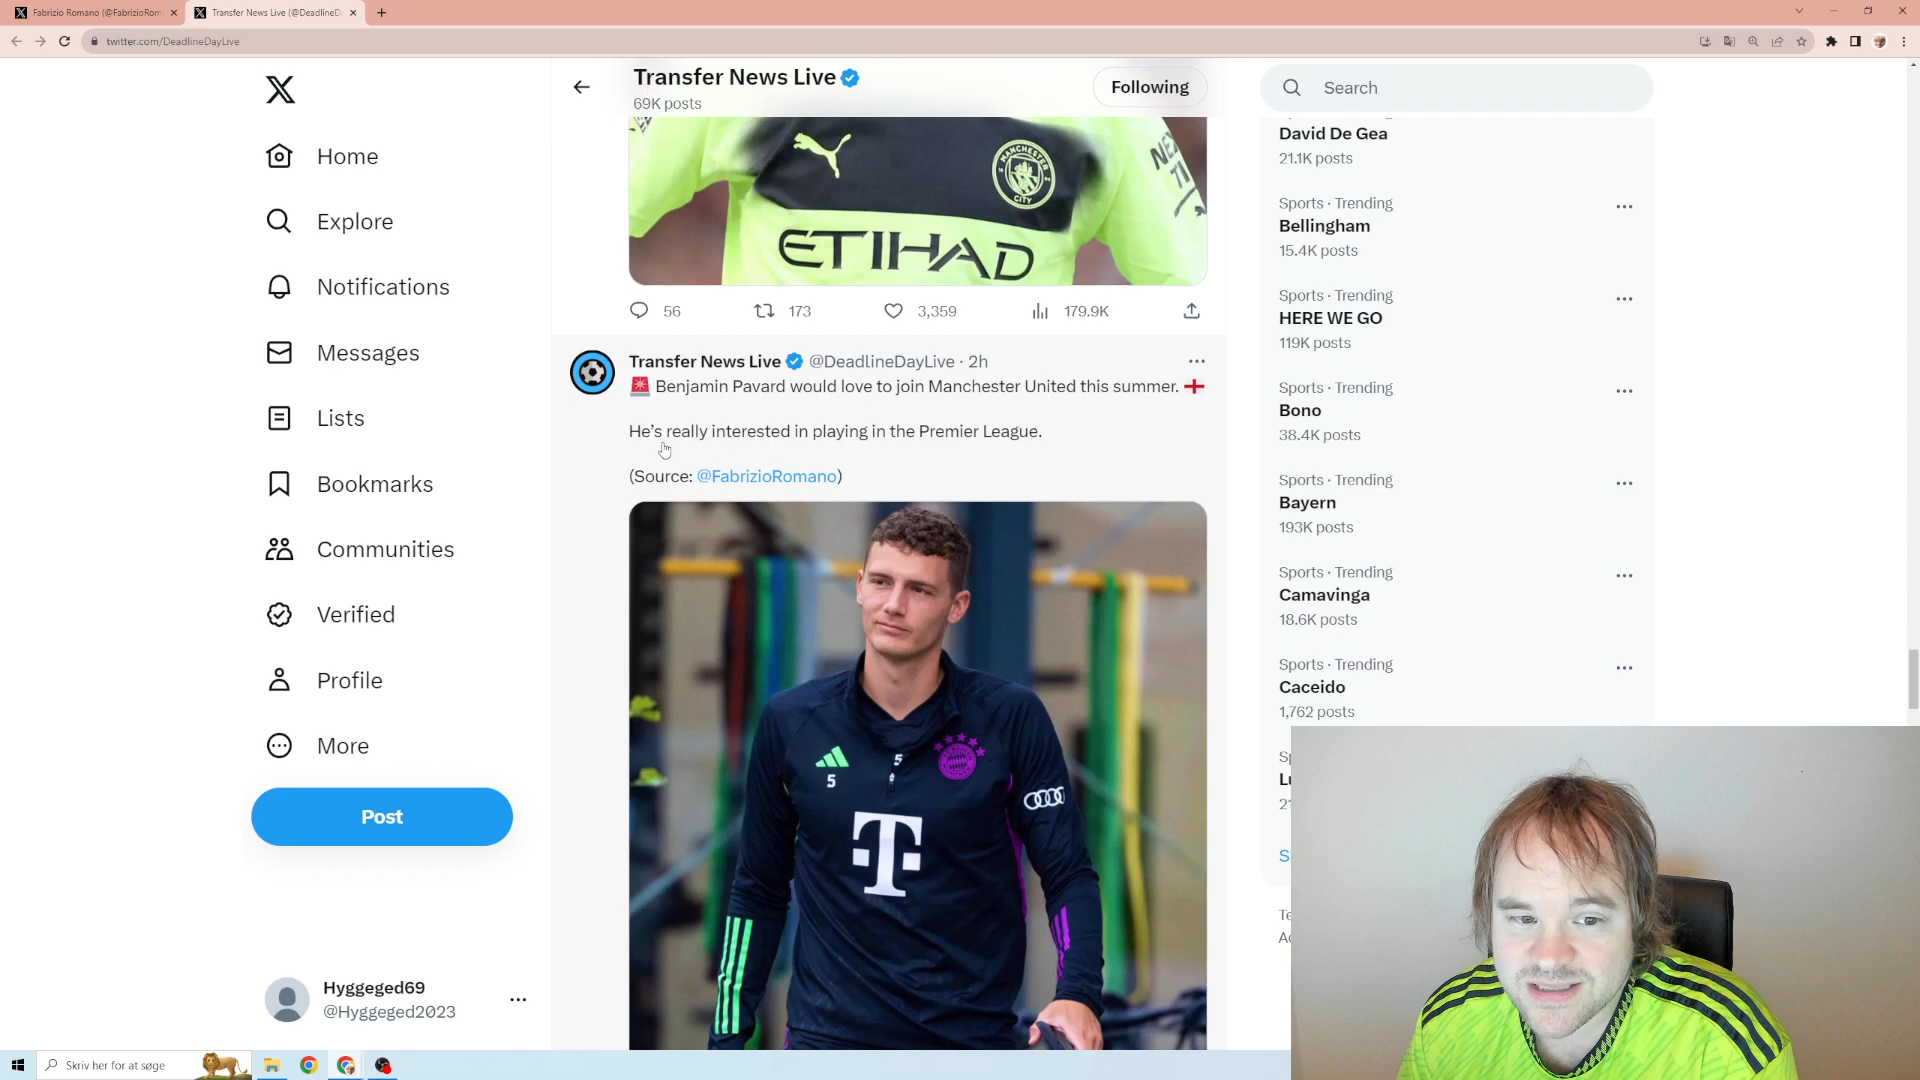 Fabrizio Romano (@FabrizioRom
Transfer News Live (@DeadlineDa
twitter.com/DeadlineDayLive
Home
Explore
Notifications
Messages
Lists
Bookmarks
Communities
Verified
Profile
More
Post
Hyggeged69
@Hyggeged2023
Transfer News Live
69K posts
Following
MANCHESTER
CITY
ETIHAD
56 173 3,359 179.9K
Transfer News Live @DeadlineDayLive · 2h
Benjamin Pavard would love to join Manchester United this summer.
He's really interested in playing in the Premier League.
(Source: @FabrizioRomano)
5
5
T
Search
David De Gea
21.1K posts
Sports · Trending
Bellingham
15.4K posts
Sports · Trending
HERE WE GO
119K posts
Sports · Trending
Bono
38.4K posts
Sports · Trending
Bayern
193K posts
Sports · Trending
Camavinga
18.6K posts
Sports · Trending
Caceido
1,762 posts
Skriv her for at søge